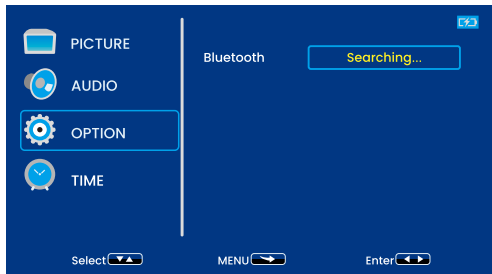 PICTURE
AUDIO
OPTION
TIME
Bluetooth Searching...
Select MENU Enter